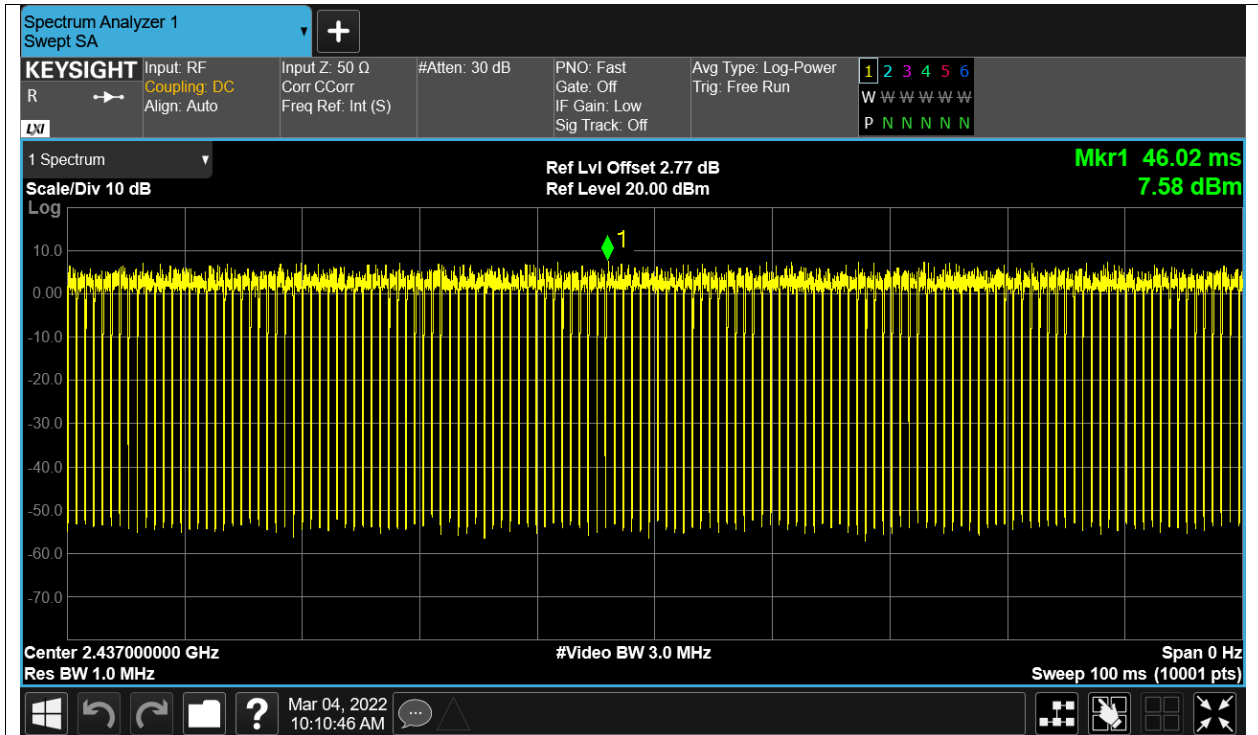 Spectrum Analyzer 1
Swept SA
+
KEYSIGHT
R
LXI
Input: RF
Coupling: DC
Align: Auto
Input Z: 50 Ω
Corr CCorr
Freq Ref: Int (S)
#Atten: 30 dB
PNO: Fast
Gate: Off
IF Gain: Low
Sig Track: Off
Avg Type: Log-Power
Trig: Free Run
1 2 3 4 5 6
W W W W W W
P N N N N N
1 Spectrum
Scale/Div 10 dB
Log
Ref Lvl Offset 2.77 dB
Ref Level 20.00 dBm
Mkr1 46.02 ms
7.58 dBm
1
10.0
0.00
-10.0
-20.0
-30.0
-40.0
-50.0
-60.0
-70.0
Center 2.437000000 GHz
Res BW 1.0 MHz
#Video BW 3.0 MHz
Span 0 Hz
Sweep 100 ms (10001 pts)
?
Mar 04, 2022
10:10:46 AM